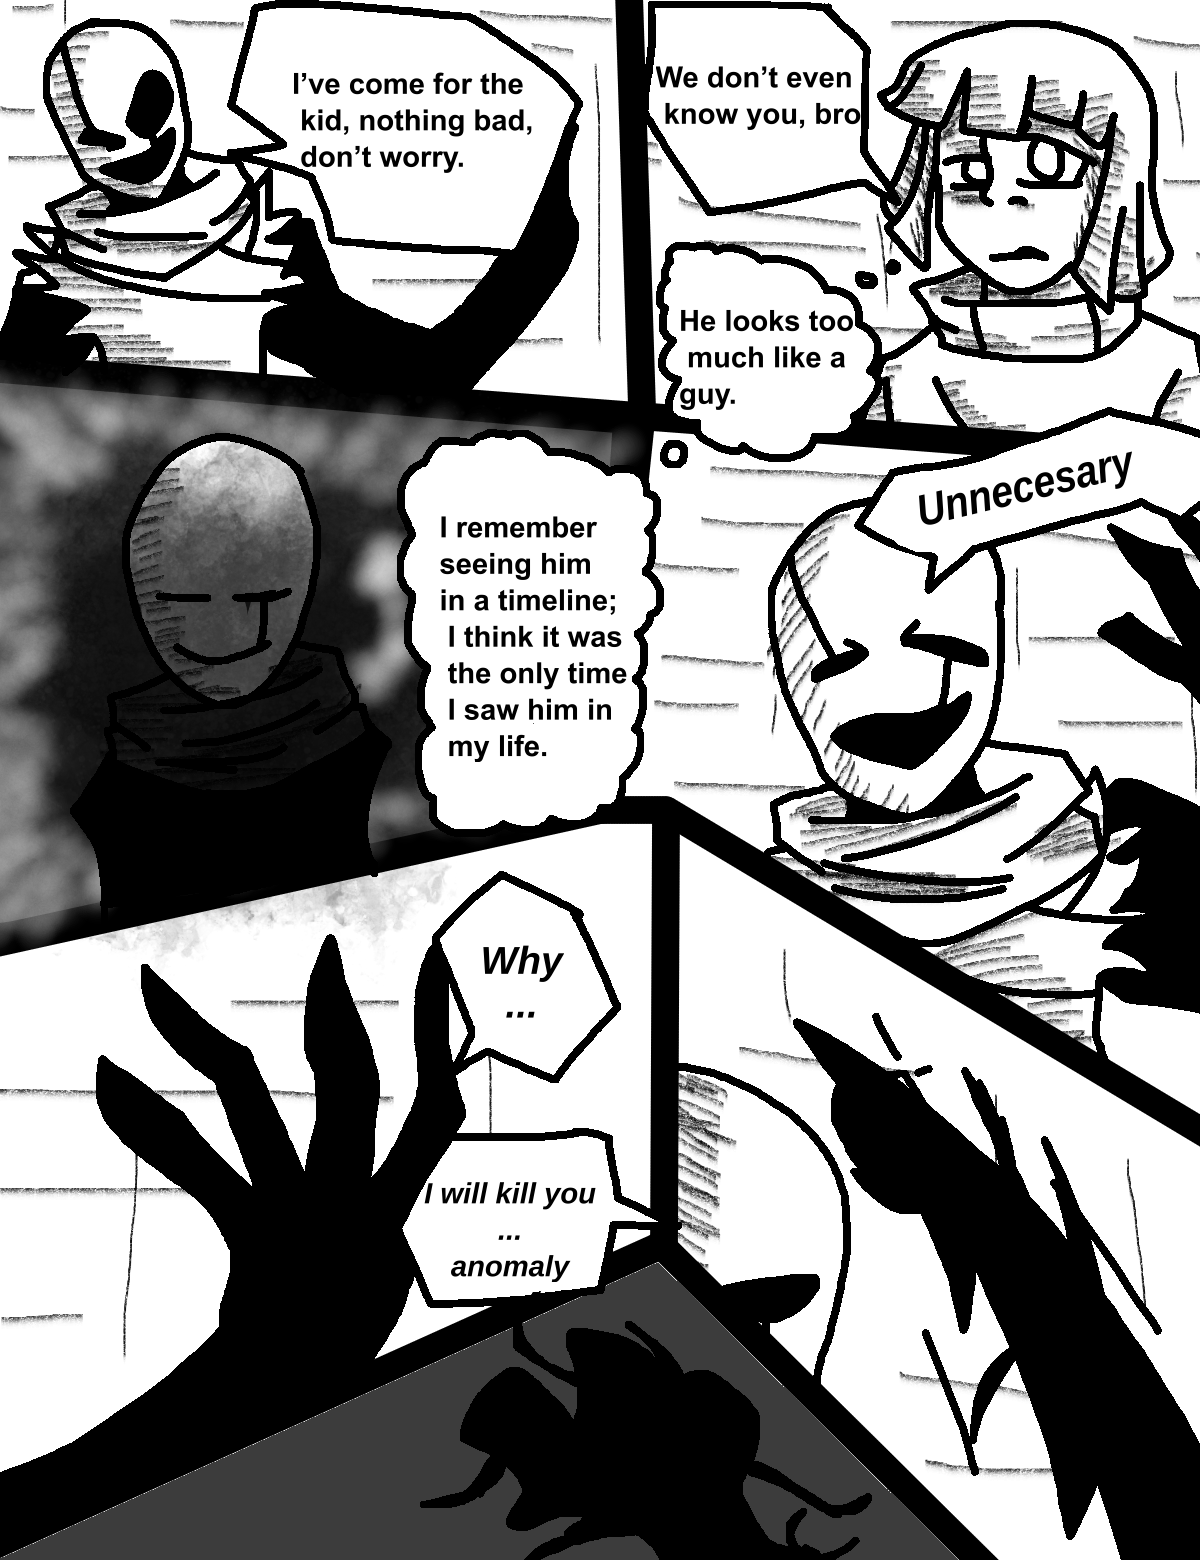 I’ve come for the
kid, nothing bad,
don’t worry.
We don’t even
know you, bro
He looks too
much like a
guy.
I remember
seeing him
in a timeline;
I think it was
the only time
I saw him in
my life.
Unnecesary
Why
...
I will kill you
...
anomaly